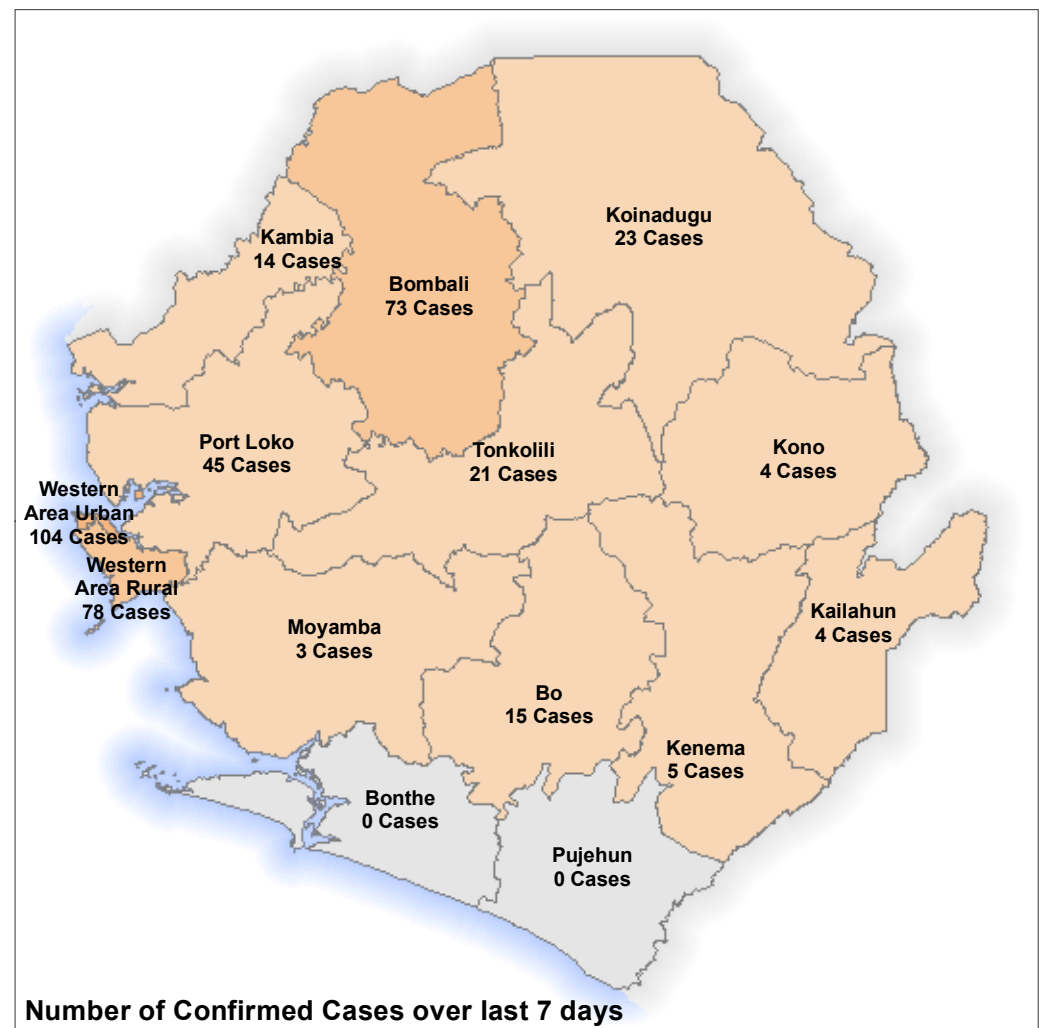 Koinadugu
23 Cases
Kambia
14 Cases
Bombali
73 Cases
Port Loko
45 Cases
Tonkolili
21 Cases
Kono
4 Cases
Western
Area Urban
104 Cases
Western
Area Rural
78 Cases
Kailahun
4 Cases
Moyamba
3 Cases
Bo
15 Cases
Kenema
5 Cases
Bonthe
0 Cases
Pujehun
0 Cases
Number of Confirmed Cases over last 7 days